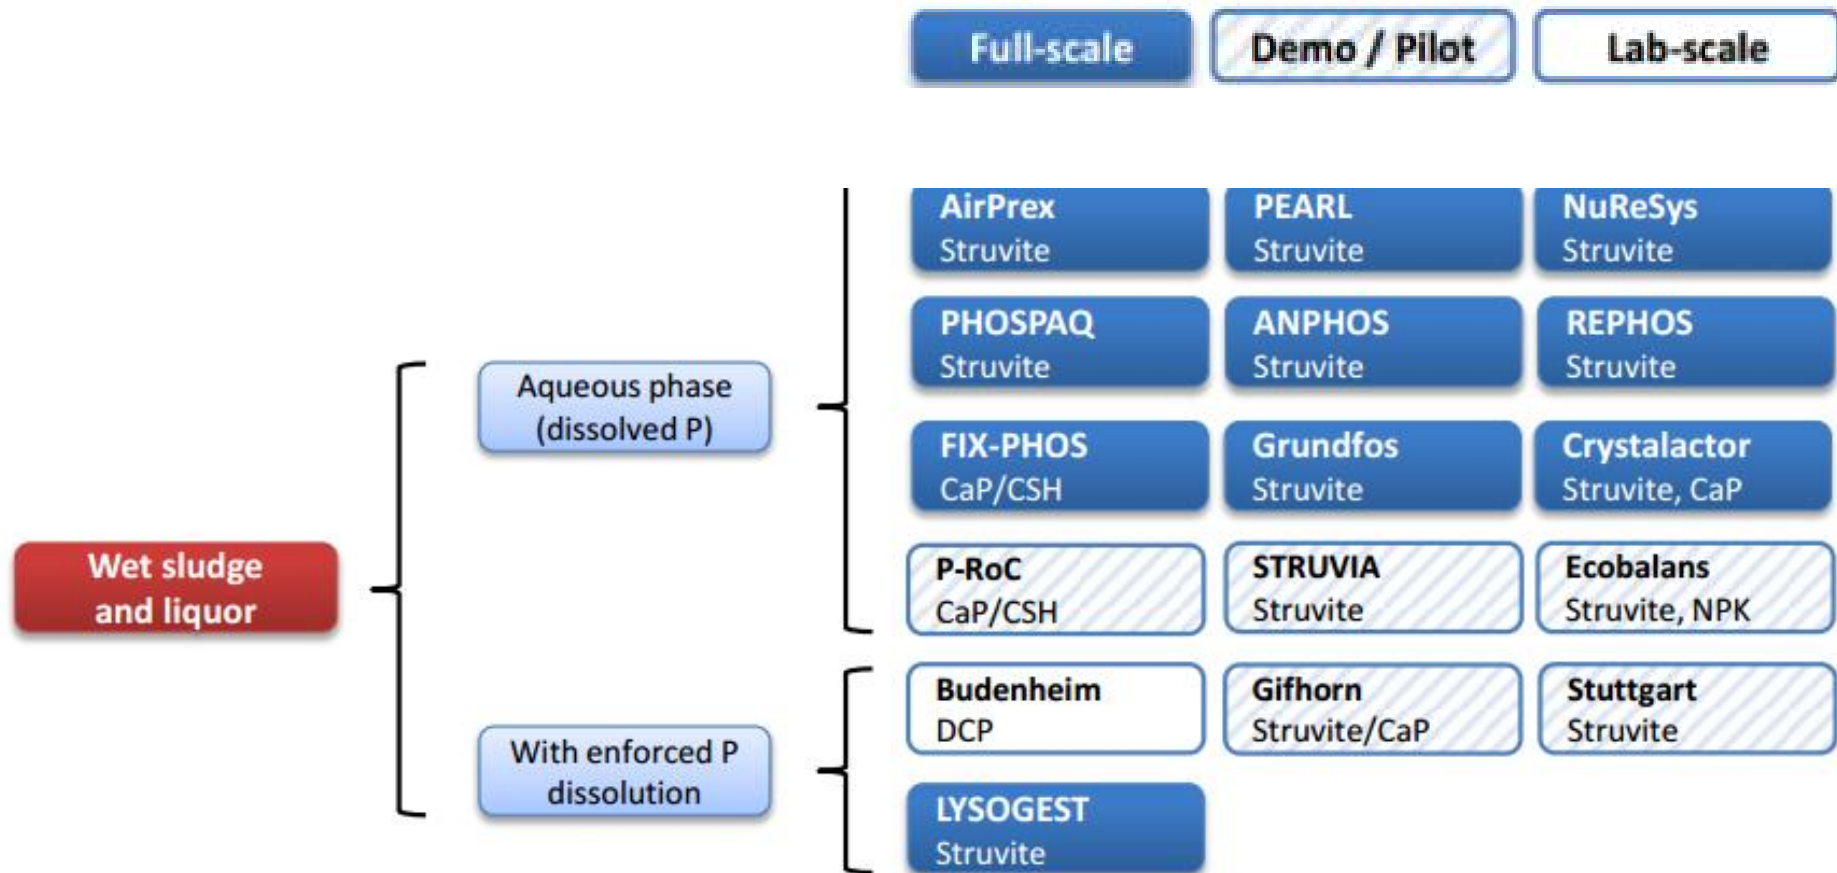 Full-scale
Demo / Pilot
Lab-scale
AirPrex
Struvite
PEARL
Struvite
NuReSys
Struvite
PHOSPAQ
Struvite
ANPHOS
Struvite
REPHOS
Struvite
Aqueous phase
(dissolved P)
FIX-PHOS
CaP/CSH
Grundfos
Struvite
Crystalactor
Struvite, CaP
Wet sludge
and liquor
P-RoC
CaP/CSH
STRUVIA
Struvite
Ecobalans
Struvite, NPK
With enforced P
dissolution
Budenheim
DCP
Gifhorn
Struvite/CaP
Stuttgart
Struvite
LYSOGEST
Struvite